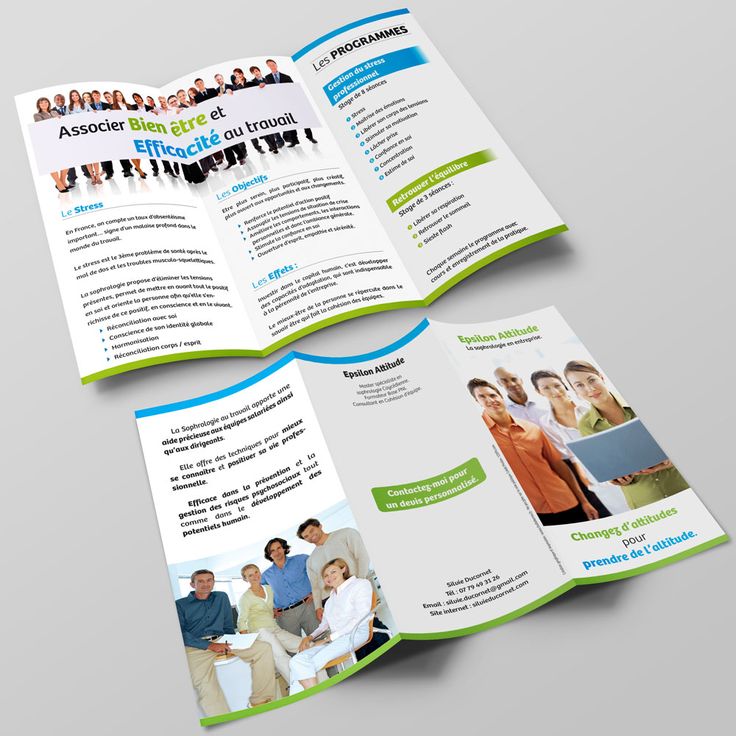 Associer Bien être et
Efficacité au travail
Le Stress
En France, on compte un taux d'absentéisme
important... signe d'un malaise profond dans le
monde du travail.
Le stress est le 3ème problème de santé après le
mal de dos et les troubles musculo-squelettiques.
La sophrologie propose d'éliminer les tensions
présentes, permet de mettre en avant tout le positif
en soi et oriente la personne afin qu'elle s'en-
richisse de ce positif, en conscience et en le vivant.
Réconciliation avec soi
Conscience de son identité globale
Harmonisation
Réconciliation corps / esprit
Les Objectifs
Etre plus serein, plus participatif, plus créatif,
plus ouvert aux opportunités et aux changements.
Renforce le potentiel d'action positif
Assouplir les tensions de situation de crise
Améliore les comportements, les interactions
personnelles et donc l'ambiance générale.
Stimule la confiance en soi
Ouverture d'esprit, empathie et sérénité.
Les Effets :
Investir dans le capital humain, c'est développer
des capacités d'adaptation, qui sont indispensable
à la pérennité de l'entreprise.
Le mieux-être de la personne se répercute dans le
savoir être qui fait la cohésion des équipes.
Les PROGRAMMES
Gestion du stress
professionnel
Stage de 8 séances
Stress
Maîtrise des émotions
Libérer son corps des tensions
Stimuler sa motivation
Lâcher prise
Confiance en soi
Concentration
Estime de soi
Retrouver l'équilibre
Stage de 3 séances :
Libérer sa respiration
Retrouver le sommeil
Sieste flash
Chaque semaine le programme avec
cours et enregistrement de la pratique.
La Sophrologie au travail apporte une
aide précieuse aux équipes salariées ainsi
qu'aux dirigeants.
Elle offre des techniques pour mieux
se connaître et positiver sa vie profes-
sionnelle.
Efficace dans la prévention et la
gestion des risques psychosociaux tout
comme dans le développement des
potentiels humain.
Epsilon Attitude
Master spécialiste en
sophrologie Caycédienne.
Formateur Base PNL
Consultant en Cohésion d'équipe.
Contactez-moi pour
un devis personnalisé.
Silvie Ducornet
Tél : 07 79 49 31 26
Email : silvie.ducornet@gmail.com
Site internet : silvieducornet.com
Epsilon Attitude
La sophrologie en entreprise.
Changez d'attitudes
pour
prendre de l'altitude.